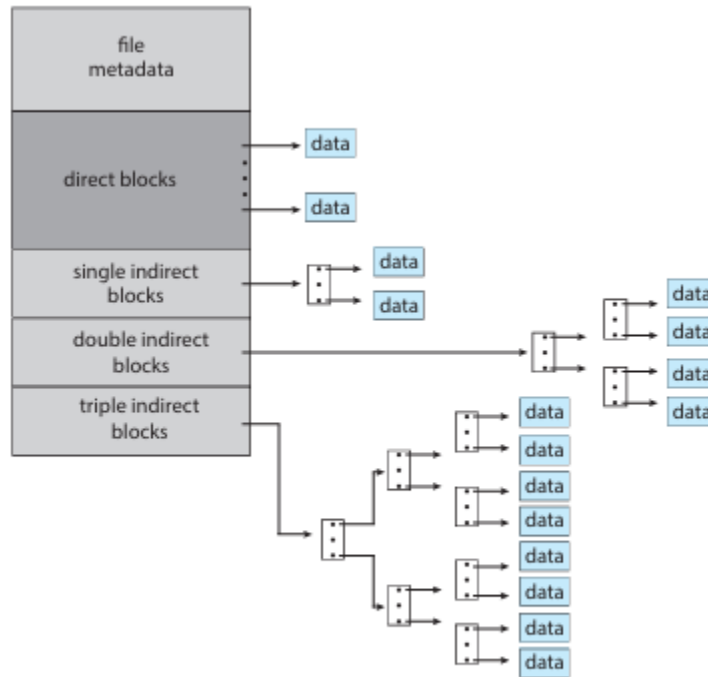 file
metadata
direct blocks
data
data
single indirect
blocks
data
data
double indirect
blocks
data
data
data
data
triple indirect
blocks
data
data
data
data
data
data
data
data